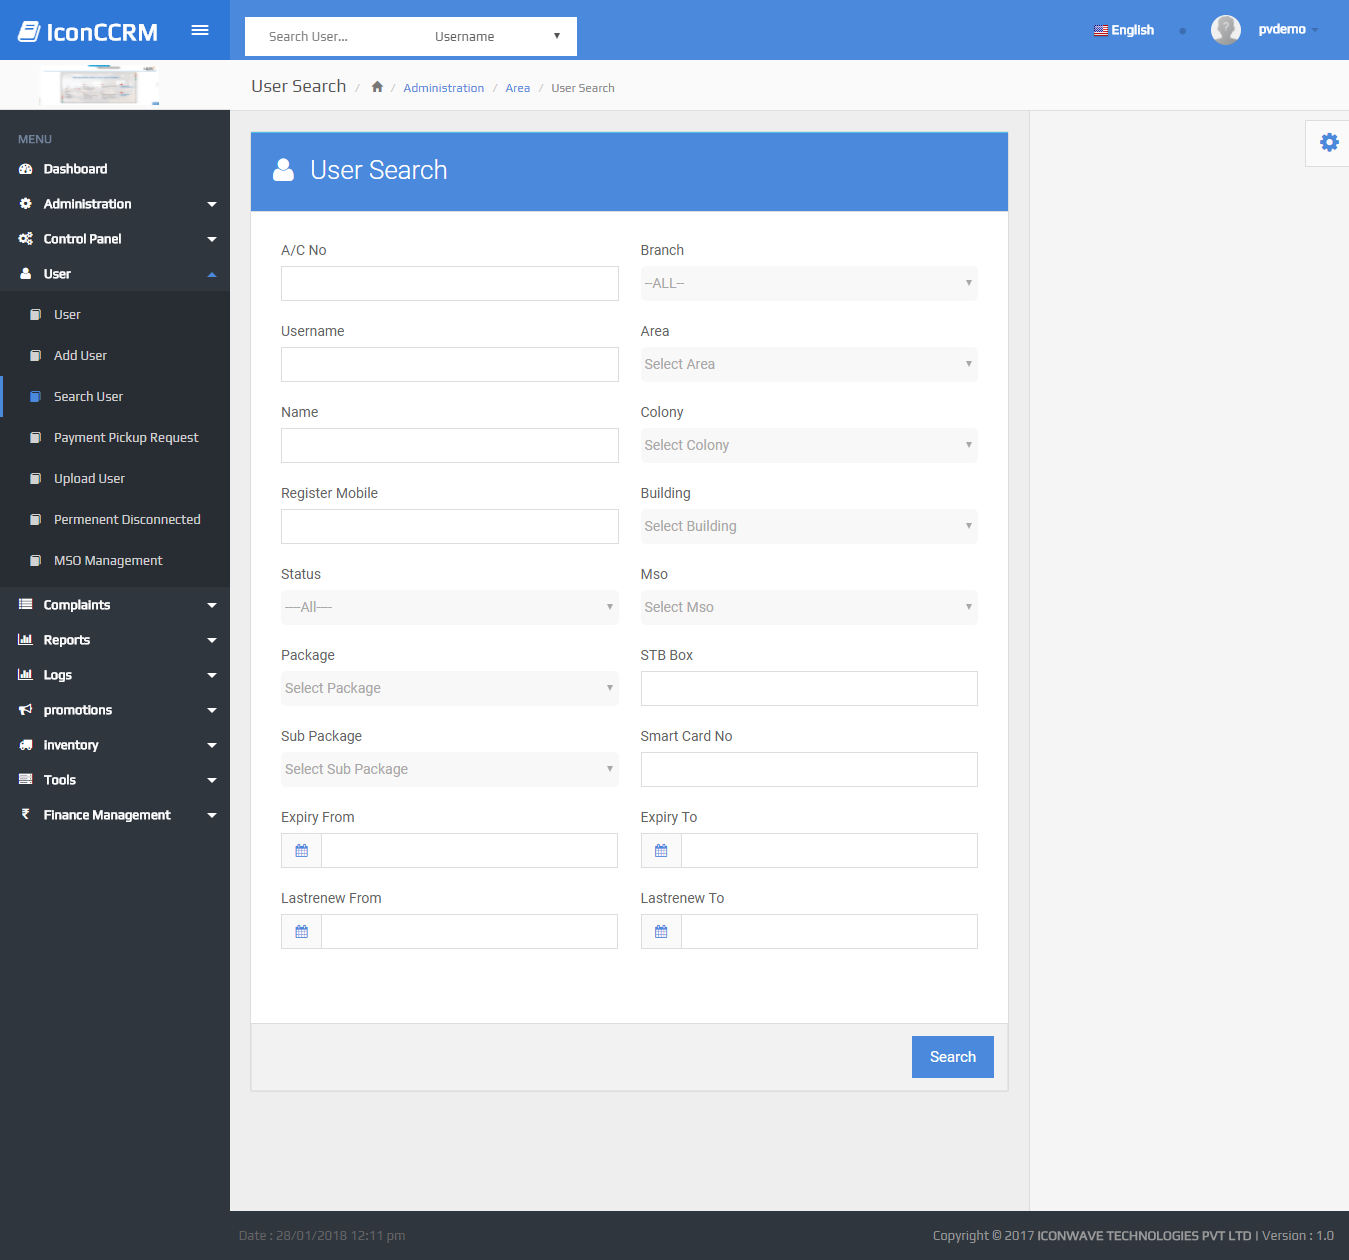 IconCCRM
Search User...
Username
English
pvdemo
User Search / / Administration / Area / User Search
MENU
Dashboard
Administration
Control Panel
User
User
Add User
Search User
Payment Pickup Request
Upload User
Permenent Disconnected
MSO Management
Complaints
Reports
Logs
promotions
Inventory
Tools
₹ Finance Management
User Search
A/C No
Branch
--ALL--
Username
Area
Select Area
Name
Colony
Select Colony
Register Mobile
Building
Select Building
Status
----All----
Mso
Select Mso
Package
Select Package
STB Box
Sub Package
Select Sub Package
Smart Card No
Expiry From
Expiry To
Lastrenew From
Lastrenew To
Search
Date : 28/01/2018 12:11 pm
Copyright © 2017 ICONWAVE TECHNOLOGIES PVT LTD | Version : 1.0